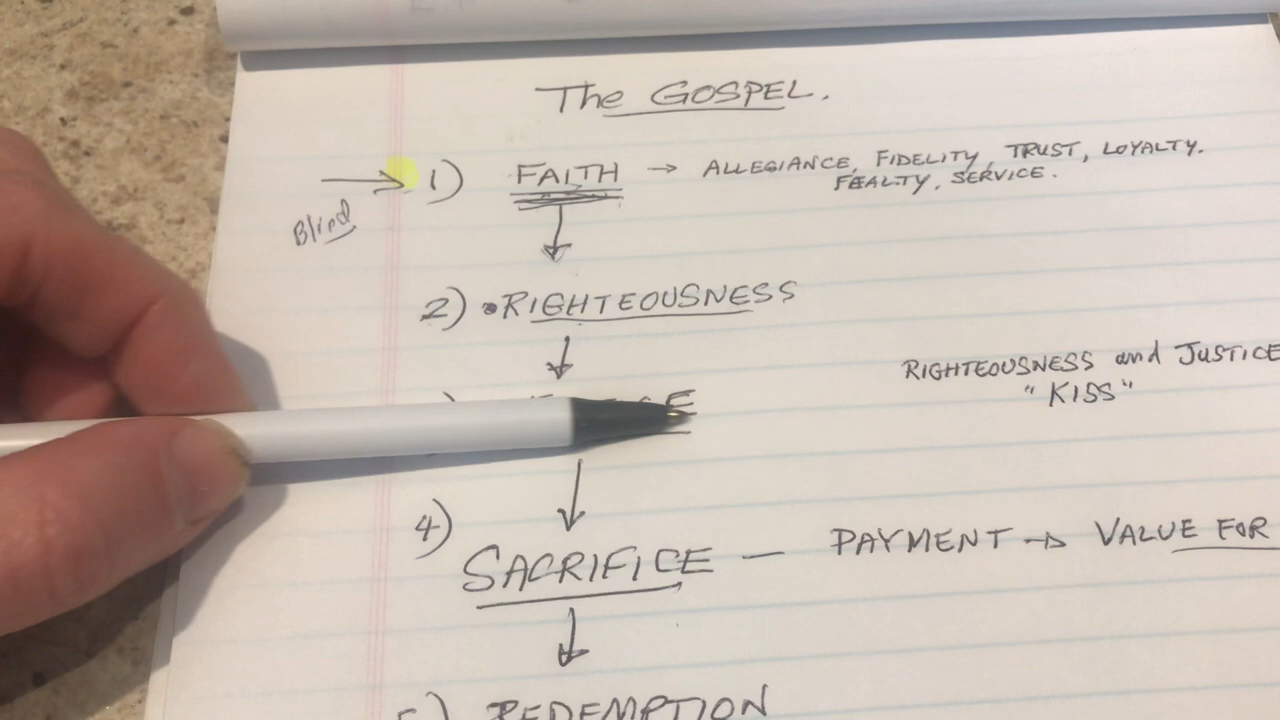 The GOSPEL.
1) FAITH → ALLEGIANCE, FIDELITY, TRUST, LOYALTY.
FEALTY, SERVICE.
Blind
2) •RIGHTEOUSNESS
RIGHTEOUSNESS and JUSTICE
"KISS"
4)
SACRIFICE — PAYMENT → VALUE FOR
5) REDEMPTION